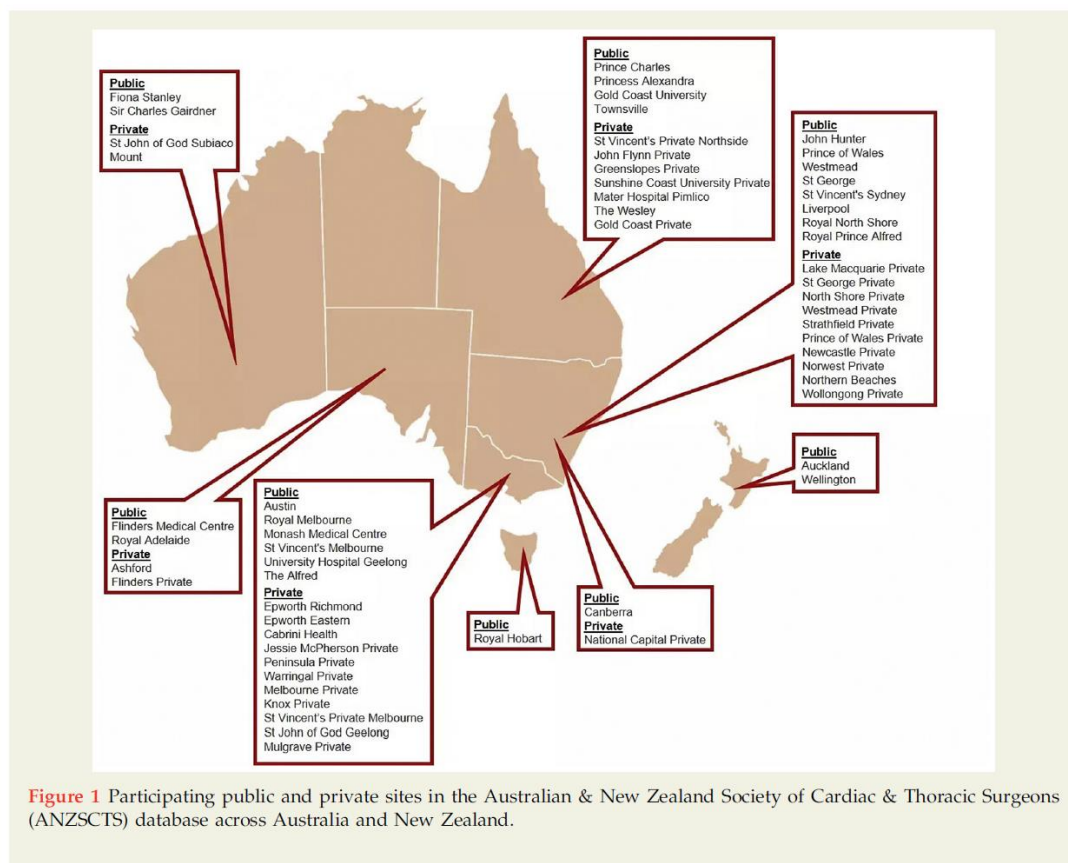 Public
Fiona Stanley
Sir Charles Gairdner
Private
St John of God Subiaco
Mount
Public
Prince Charles
Princess Alexandra
Gold Coast University
Townsville
Private
St Vincent's Private Northside
John Flynn Private
Greenslopes Private
Sunshine Coast University Private
Mater Hospital Pimlico
The Wesley
Gold Coast Private
Public
John Hunter
Prince of Wales
Westmead
St George
St Vincent's Sydney
Liverpool
Royal North Shore
Royal Prince Alfred
Private
Lake Macquarie Private
St George Private
North Shore Private
Westmead Private
Strathfield Private
Prince of Wales Private
Newcastle Private
Norwest Private
Northern Beaches
Wollongong Private
Public
Auckland
Wellington
Public
Flinders Medical Centre
Royal Adelaide
Private
Ashford
Flinders Private
Public
Austin
Royal Melbourne
Monash Medical Centre
St Vincent's Melbourne
University Hospital Geelong
The Alfred
Private
Epworth Richmond
Epworth Eastern
Cabrini Health
Jessie McPherson Private
Peninsula Private
Warringal Private
Melbourne Private
Knox Private
St Vincent's Private Melbourne
St John of God Geelong
Mulgrave Private
Public
Royal Hobart
Public
Canberra
Private
National Capital Private
Figure 1 Participating public and private sites in the Australian & New Zealand Society of Cardiac & Thoracic Surgeons
(ANZSCTS) database across Australia and New Zealand.